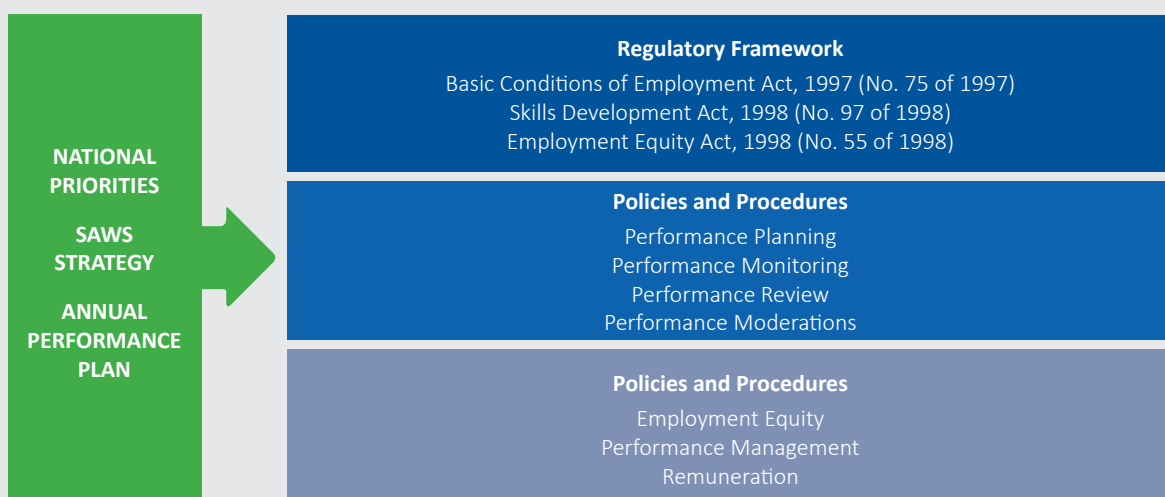 NATIONAL
PRIORITIES
SAWS
STRATEGY
ANNUAL
PERFORMANCE
PLAN
Regulatory Framework
Basic Conditions of Employment Act, 1997 (No. 75 of 1997)
Skills Development Act, 1998 (No. 97 of 1998)
Employment Equity Act, 1998 (No. 55 of 1998)
Policies and Procedures
Performance Planning
Performance Monitoring
Performance Review
Performance Moderations
Policies and Procedures
Employment Equity
Performance Management
Remuneration